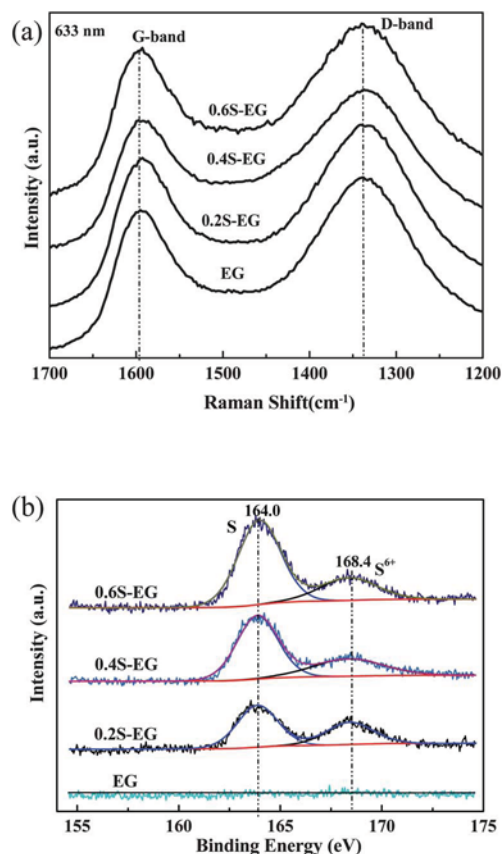 (a)
633 nm
G-band
D-band
0.6S-EG
0.4S-EG
0.2S-EG
EG
Intensity (a.u.)
1700 1600 1500 1400 1300 1200
Raman Shift(cm⁻¹)
(b)
S
164.0
168.4
S⁶⁺
0.6S-EG
0.4S-EG
0.2S-EG
EG
Intensity (a.u.)
155 160 165 170 175
Binding Energy (eV)